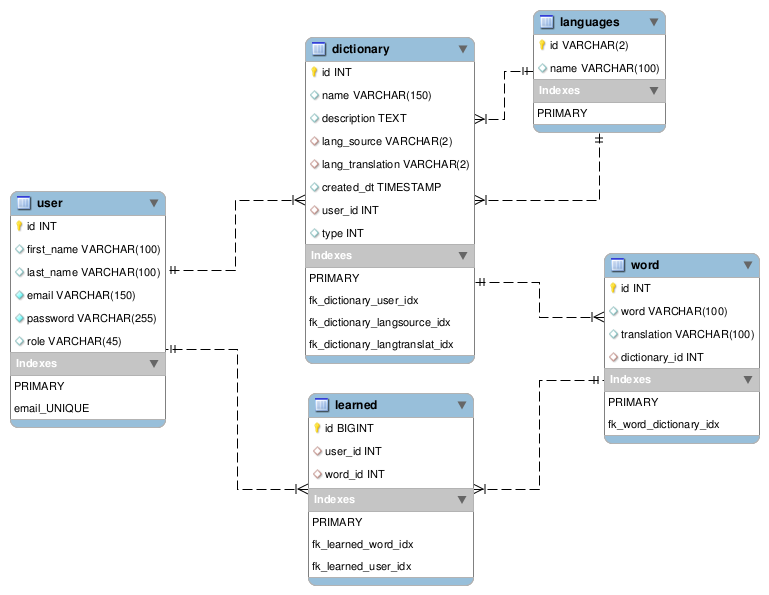 languages
id VARCHAR(2)
name VARCHAR(100)
Indexes
PRIMARY
dictionary
id INT
name VARCHAR(150)
description TEXT
lang_source VARCHAR(2)
lang_translation VARCHAR(2)
created_dt TIMESTAMP
user_id INT
type INT
Indexes
PRIMARY
fk_dictionary_user_idx
fk_dictionary_langsource_idx
fk_dictionary_langtranslat_idx
user
id INT
first_name VARCHAR(100)
last_name VARCHAR(100)
email VARCHAR(150)
password VARCHAR(255)
role VARCHAR(45)
Indexes
PRIMARY
email_UNIQUE
word
id INT
word VARCHAR(100)
translation VARCHAR(100)
dictionary_id INT
Indexes
PRIMARY
fk_word_dictionary_idx
learned
id BIGINT
user_id INT
word_id INT
Indexes
PRIMARY
fk_learned_word_idx
fk_learned_user_idx